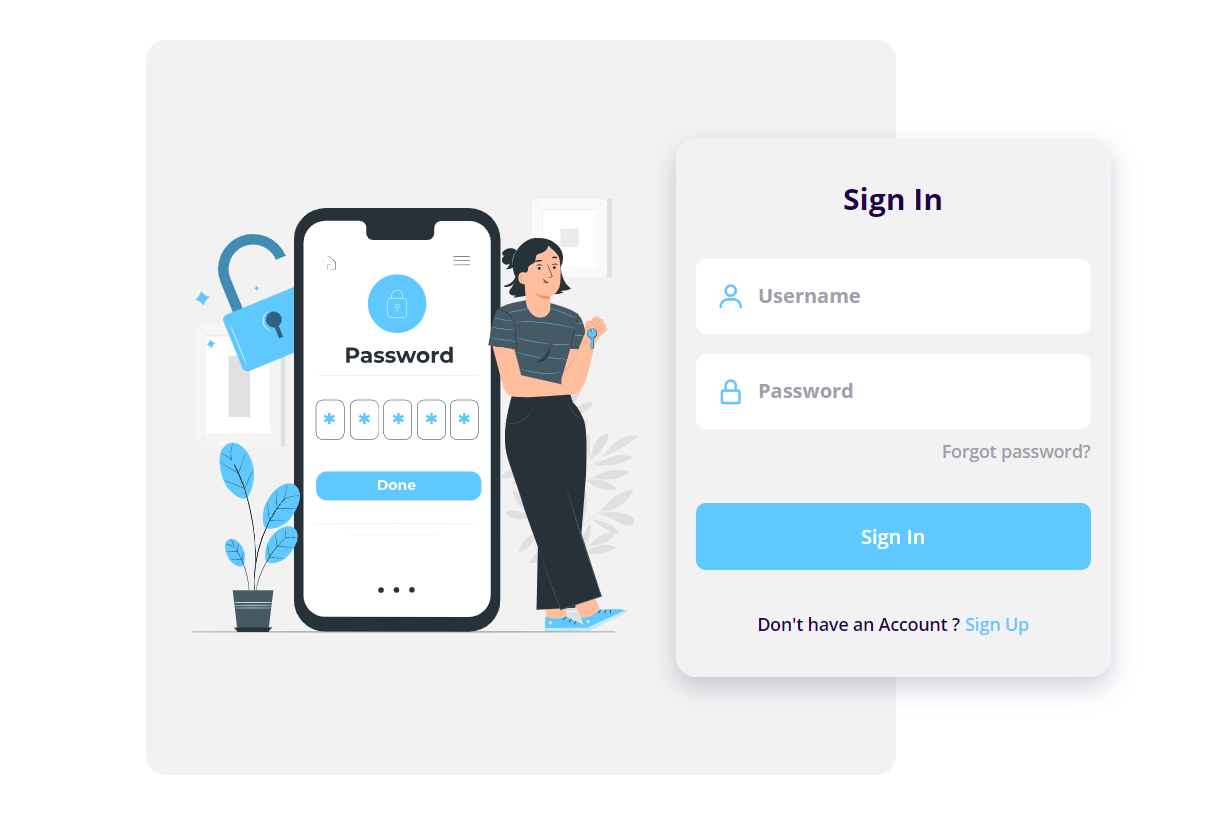 Password
* * * * *
Done
Sign In
Username
Password
Forgot password?
Sign In
Don't have an Account ? Sign Up